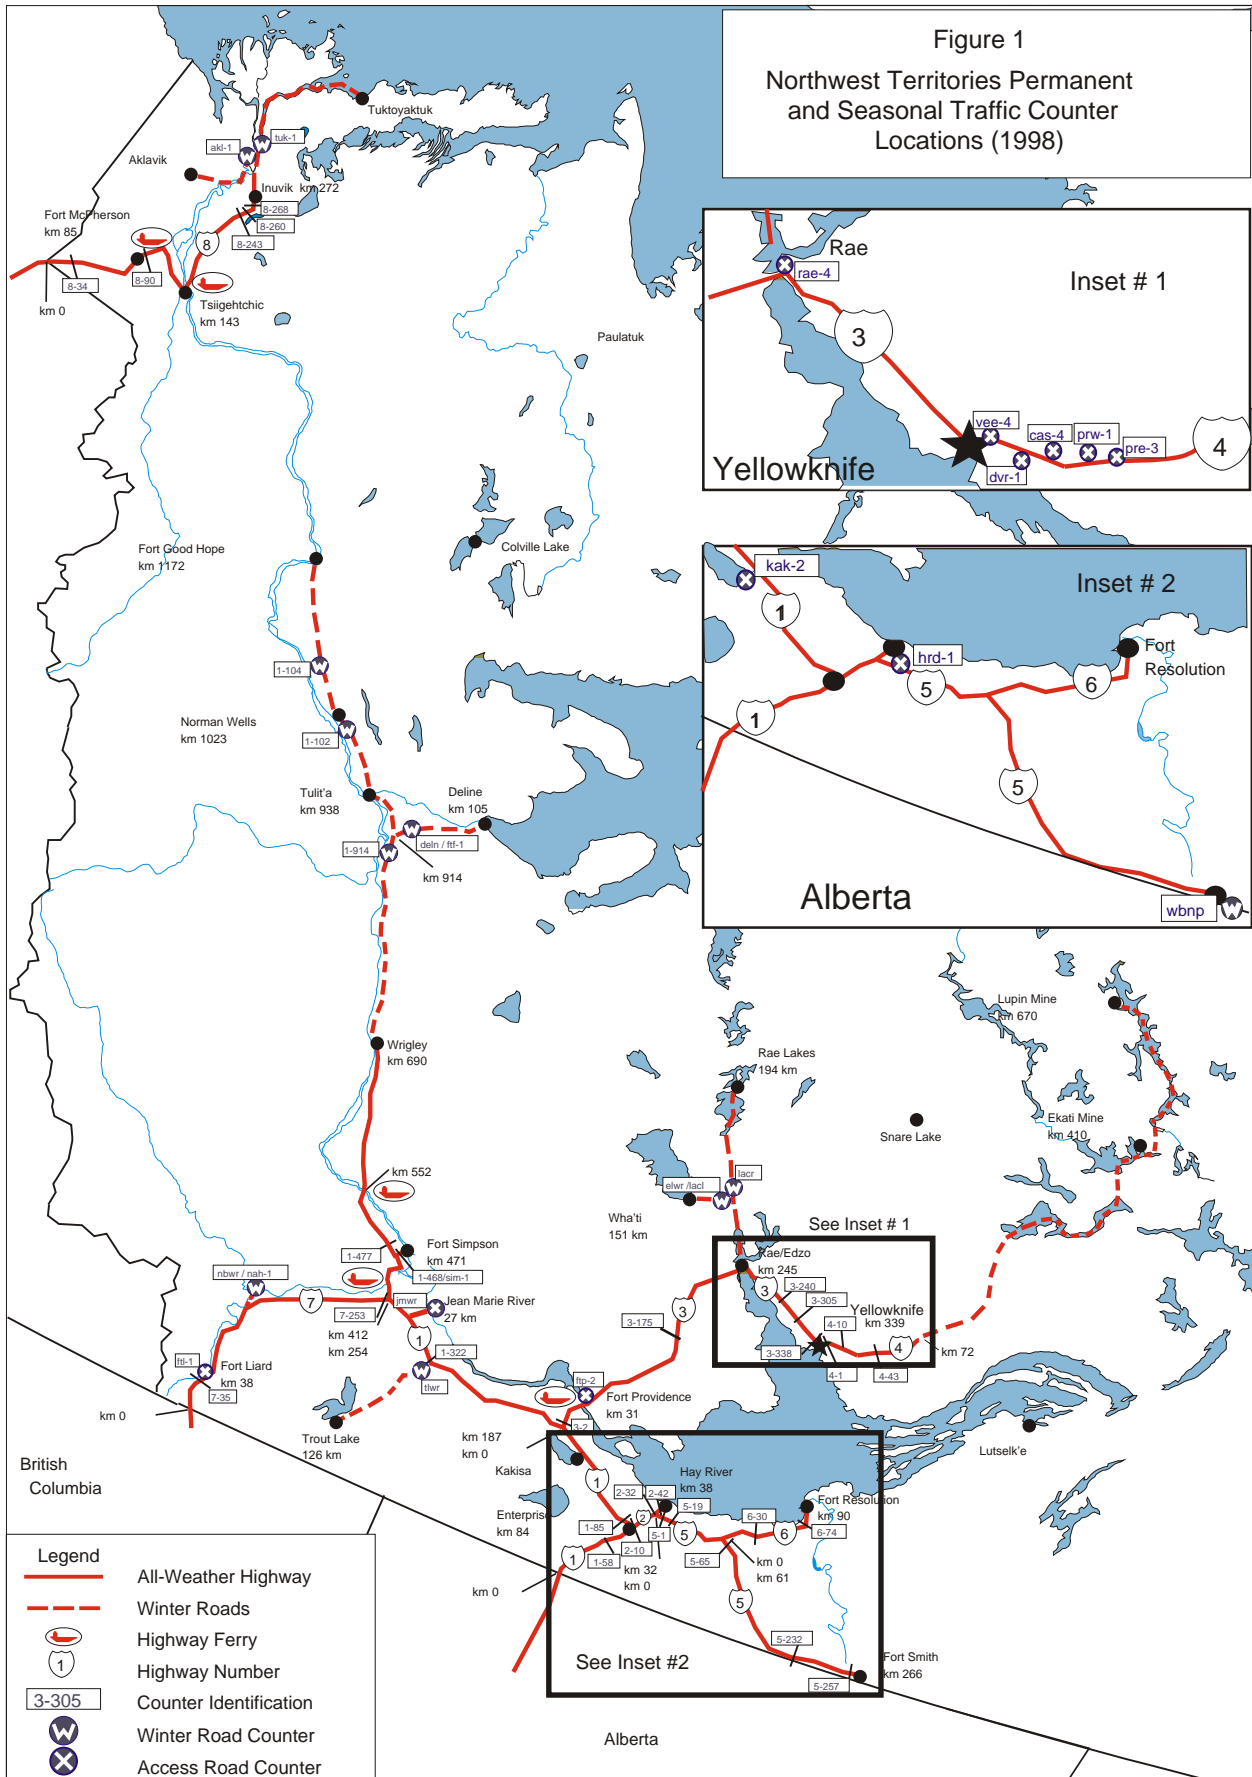 Figure 1
Northwest Territories Permanent
and Seasonal Traffic Counter
Locations (1998)
Tuktoyaktuk
tuk-1
akl-1
Aklavik
Inuvik km 272
8-268
8-260
8-243
Fort McPherson
km 85
8
8-90
8-34
km 0
Tsiigehtchic
km 143
Paulatuk
Inset # 1
Rae
rae-4
3
vee-4
cas-4
prw-1
pre-3
4
dvr-1
Yellowknife
Fort Good Hope
km 1172
Colville Lake
Inset # 2
kak-2
1
hrd-1
Fort
Resolution
5
6
1
5
Alberta
wbnp
1-104
Norman Wells
km 1023
1-102
Tulit'a
km 938
Deline
km 105
1-914
deln / ftf-1
km 914
Wrigley
km 690
Lupin Mine
km 670
Rae Lakes
194 km
Snare Lake
Ekati Mine
km 410
km 552
lacr
elwr /lacl
Wha'ti
151 km
See Inset # 1
Rae/Edzo
km 245
3
3-240
3-305
Yellowknife
km 339
4-10
3-338
4
km 72
4-1
4-43
3
3-175
Fort Simpson
km 471
1-477
1-468/sim-1
nbwr / nah-1
7
7-253
jmwr
Jean Marie River
27 km
km 412
km 254
1
1-322
tlwr
ftl-1
Fort Liard
km 38
7-35
km 0
Trout Lake
126 km
ftp-2
Fort Providence
km 31
3-2
km 187
km 0
Kakisa
Lutselk'e
British
Columbia
1
Hay River
km 38
2-32
2-42
5-19
Enterprise
km 84
1-85
2
5-1
5
2-10
1-58
1
km 32
km 0
6-30
6
Fort Resolution
km 90
6-74
5-65
km 0
km 61
km 0
5
5-232
Fort Smith
km 266
5-257
See Inset #2
Alberta
Legend
All-Weather Highway
Winter Roads
Highway Ferry
1
Highway Number
3-305
Counter Identification
W
Winter Road Counter
Access Road Counter